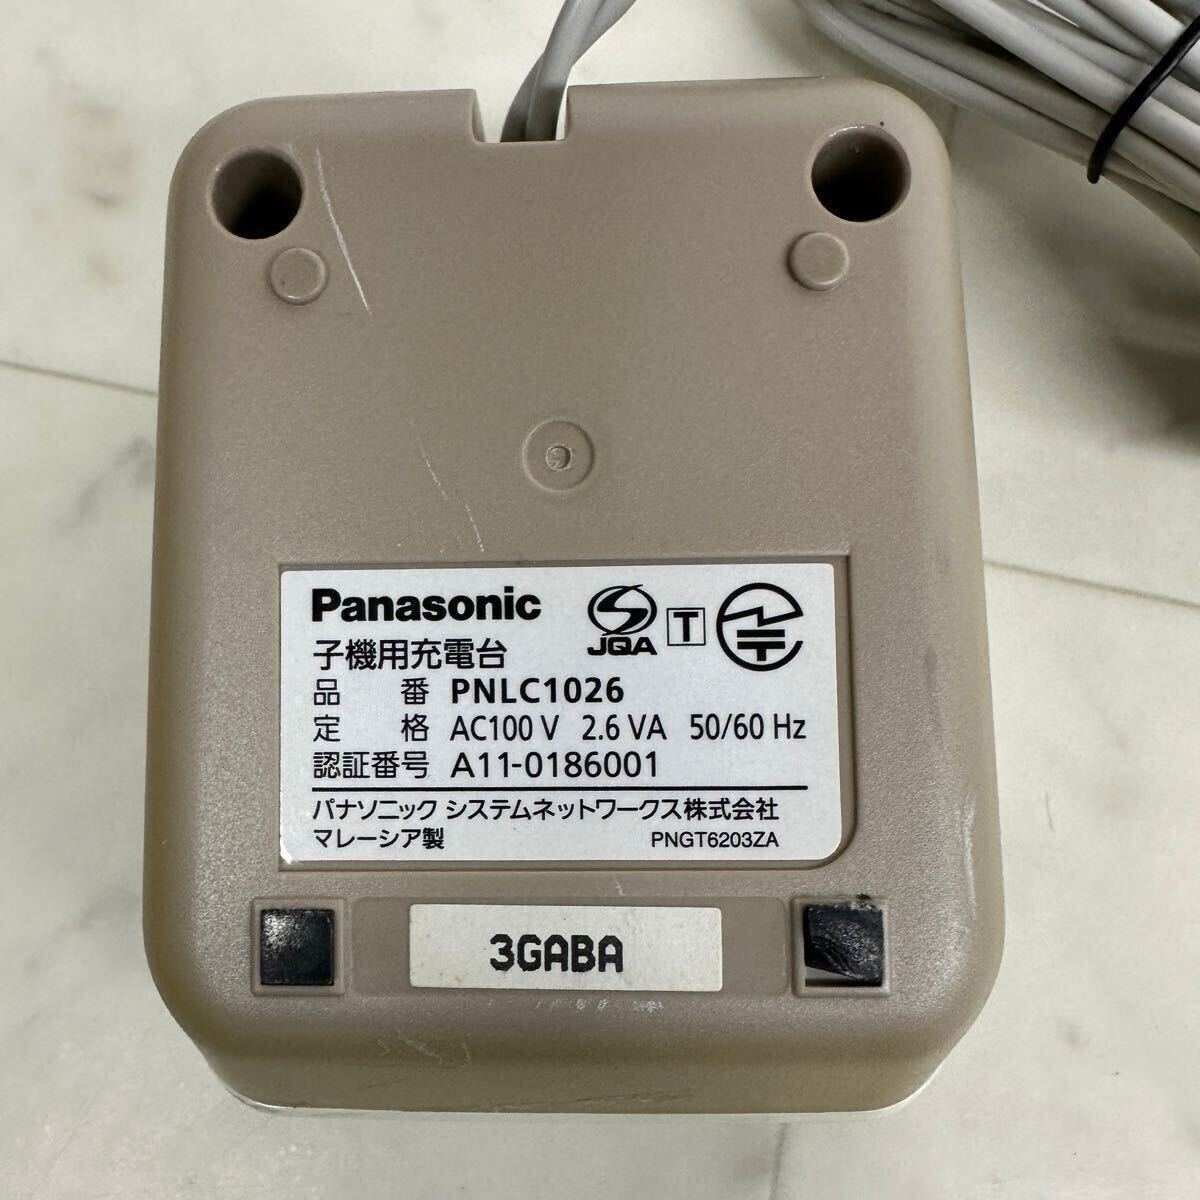 Panasonic
JQA
T
子機用充電台
品 番 PNLC1026
定 格 AC100 V 2.6 VA 50/60 Hz
認証番号 A11-0186001
パナソニック システムネットワークス株式会社
マレーシア製 PNGT6203ZA
3GABA